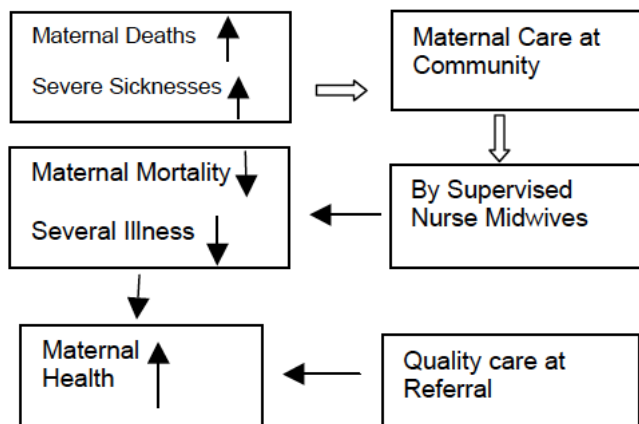 Maternal Deaths
Severe Sicknesses
Maternal Care at
Community
Maternal Mortality
Several Illness
By Supervised
Nurse Midwives
Maternal
Health
Quality care at
Referral